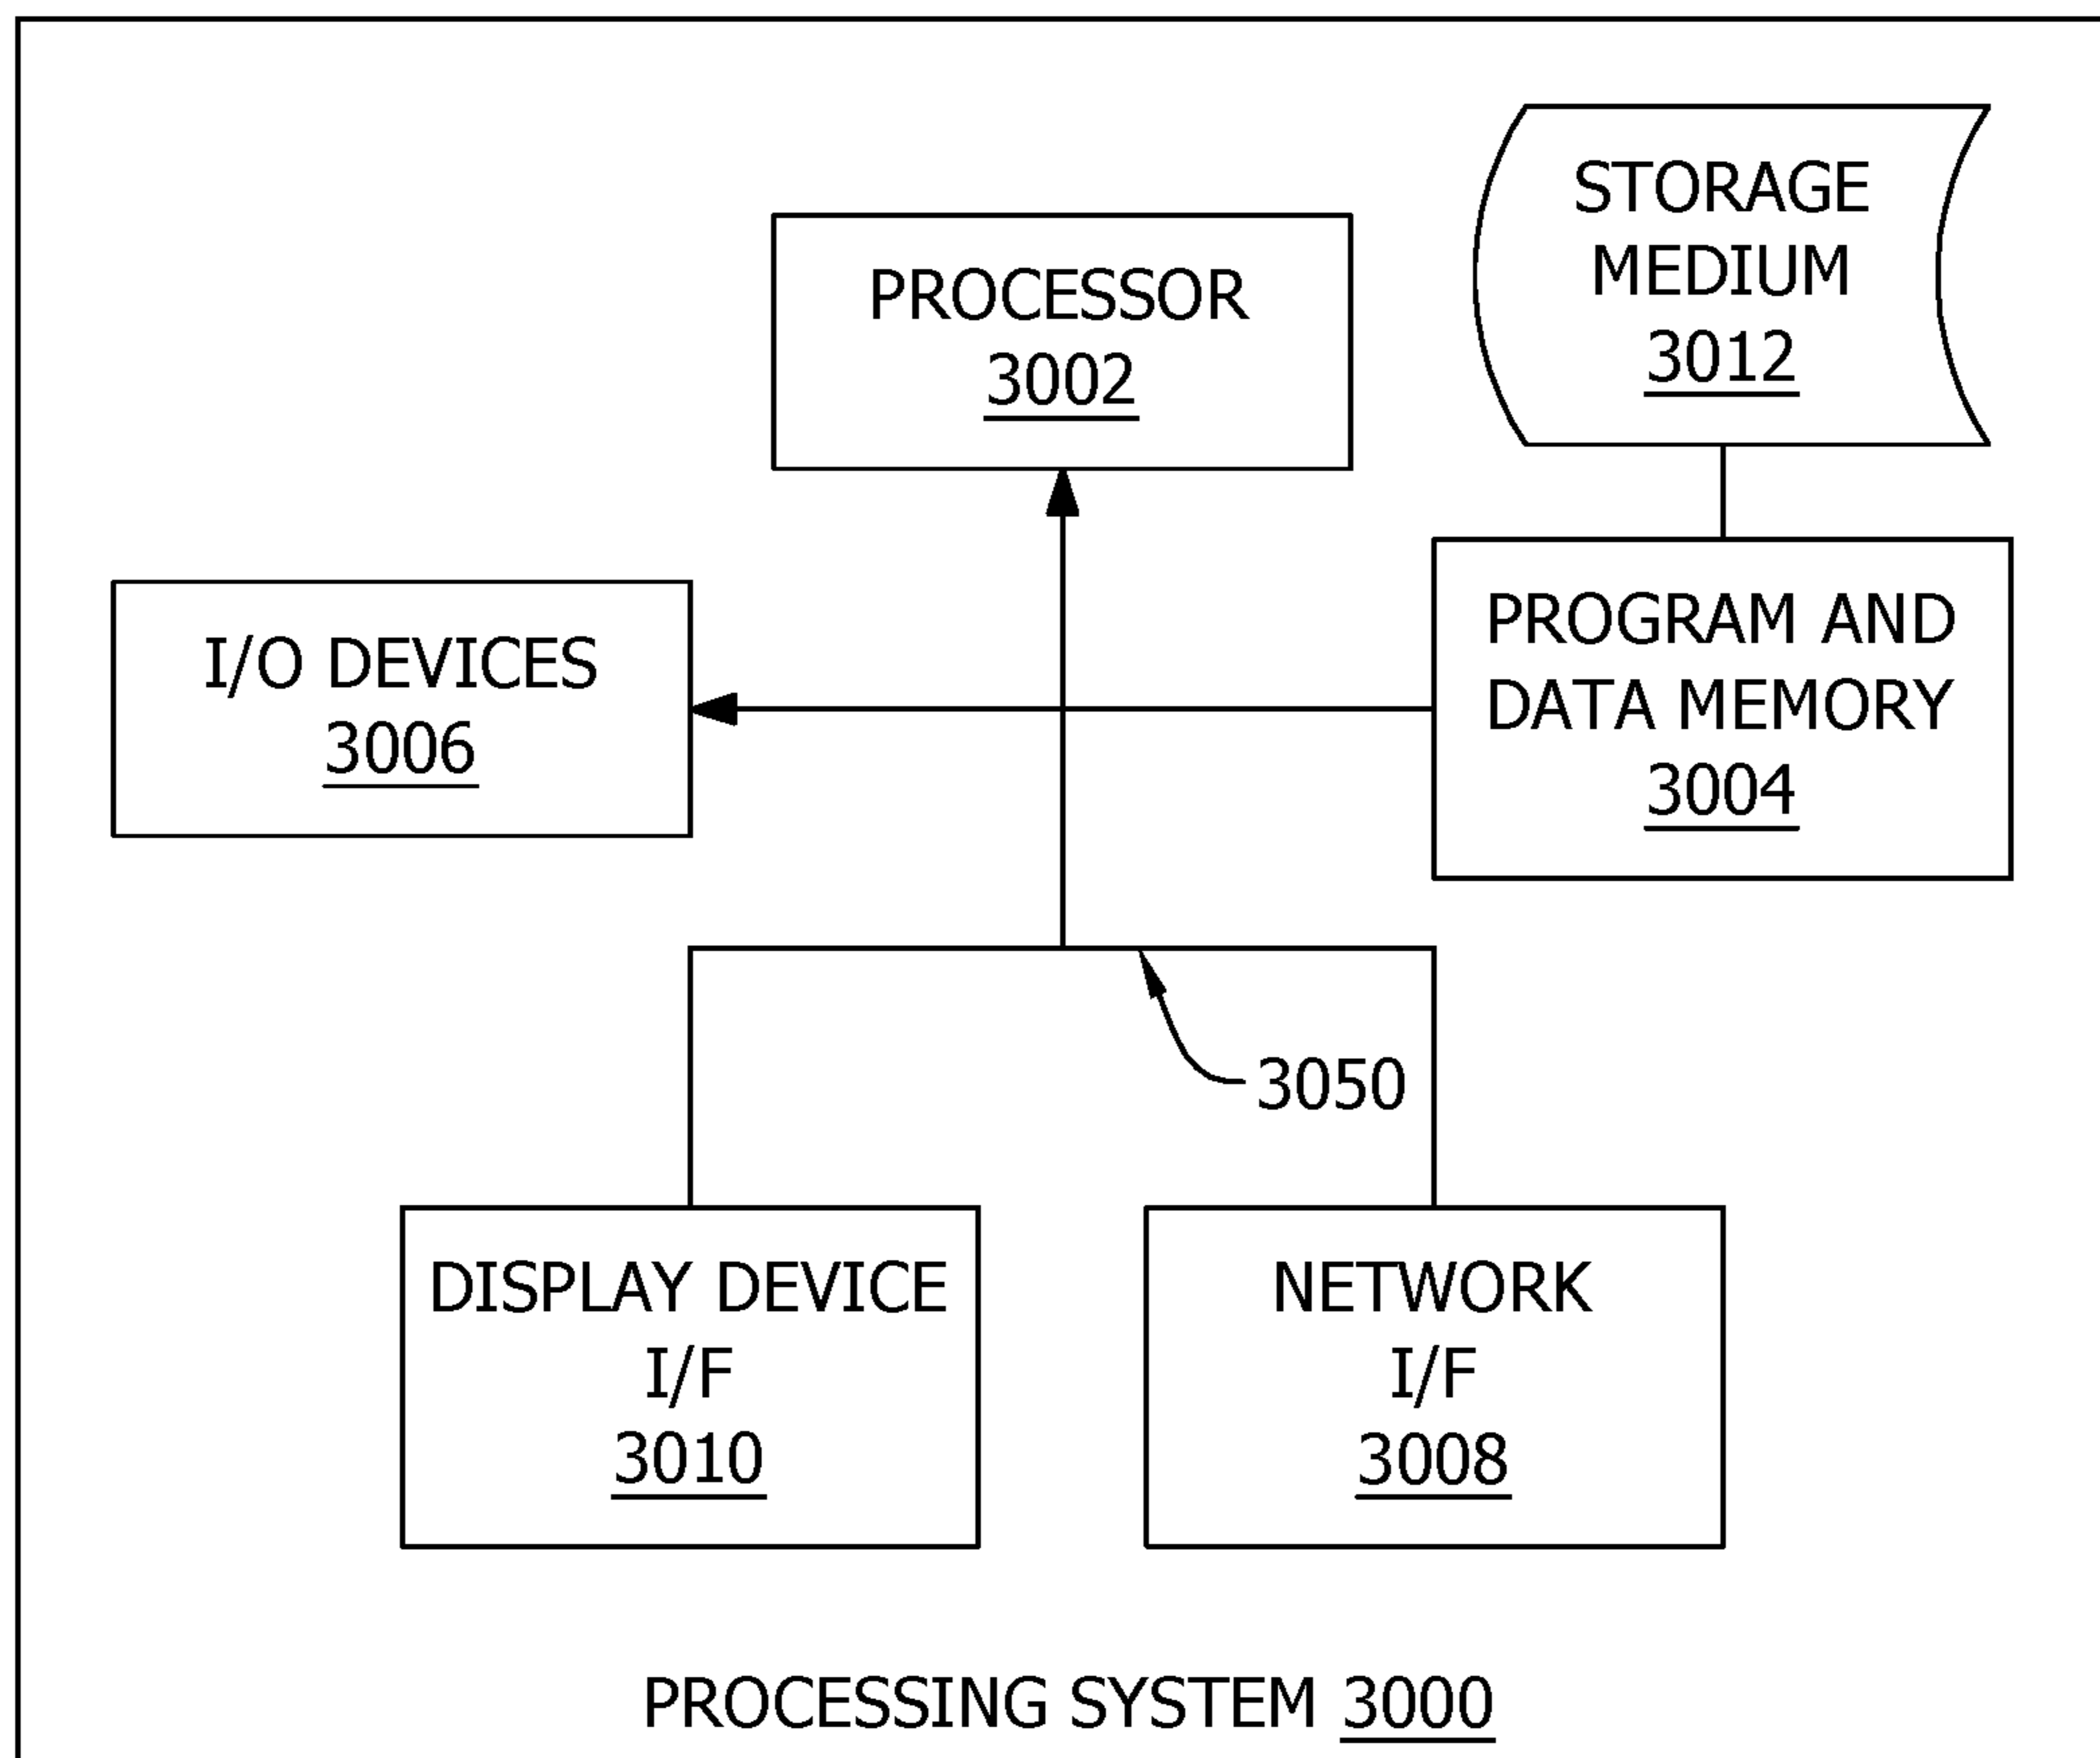 STORAGE
MEDIUM
3012
PROCESSOR
3002
PROGRAM AND
DATA MEMORY
3004
I/O DEVICES
3006
3050
DISPLAY DEVICE
I/F
3010
NETWORK
I/F
3008
PROCESSING SYSTEM 3000